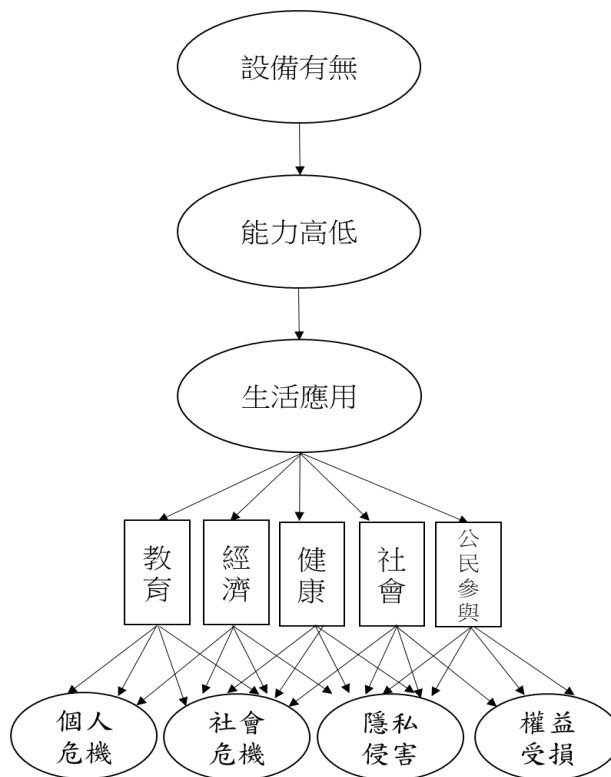 設備有無
能力高低
生活應用
教育
經濟
健康
社會
公民參與
個人
危機
社會
危機
隱私
侵害
權益
受損